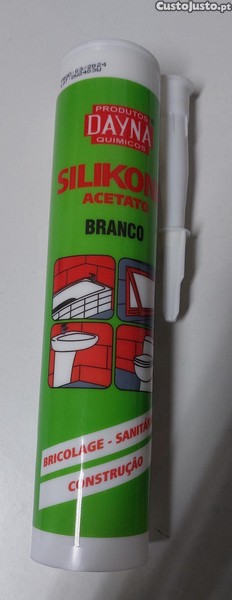 CustoJusto.pt
PRODUTOS
DAYNA
QUIMICOS
SILIKON
ACETATO
BRANCO
BRICOLAGE - SANITÁ
CONSTRUÇÃO